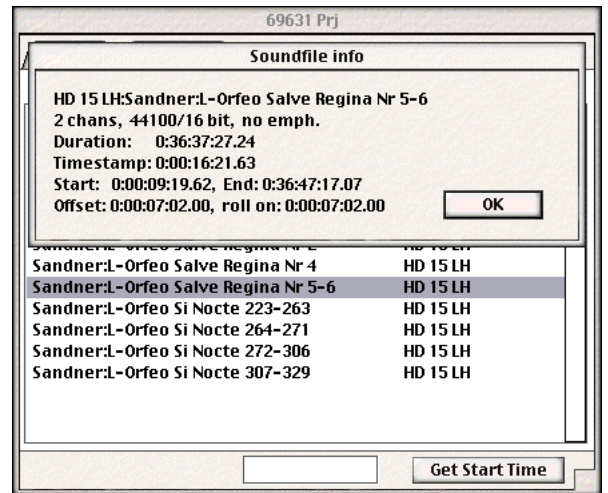 69631 Prj
Soundfile info
HD 15 LH:Sandner:L-Orfeo Salve Regina Nr 5-6
2 chans, 44100/16 bit, no emph.
Duration: 0:36:37:27.24
Timestamp: 0:00:16:21.63
Start: 0:00:09:19.62, End: 0:36:47:17.07
Offset: 0:00:07:02.00, roll on: 0:00:07:02.00
OK
Sandner:L-Orfeo Salve Regina Nr 4 HD 15 LH
Sandner:L-Orfeo Salve Regina Nr 5-6 HD 15 LH
Sandner:L-Orfeo Si Nocte 223-263 HD 15 LH
Sandner:L-Orfeo Si Nocte 264-271 HD 15 LH
Sandner:L-Orfeo Si Nocte 272-306 HD 15 LH
Sandner:L-Orfeo Si Nocte 307-329 HD 15 LH
Get Start Time